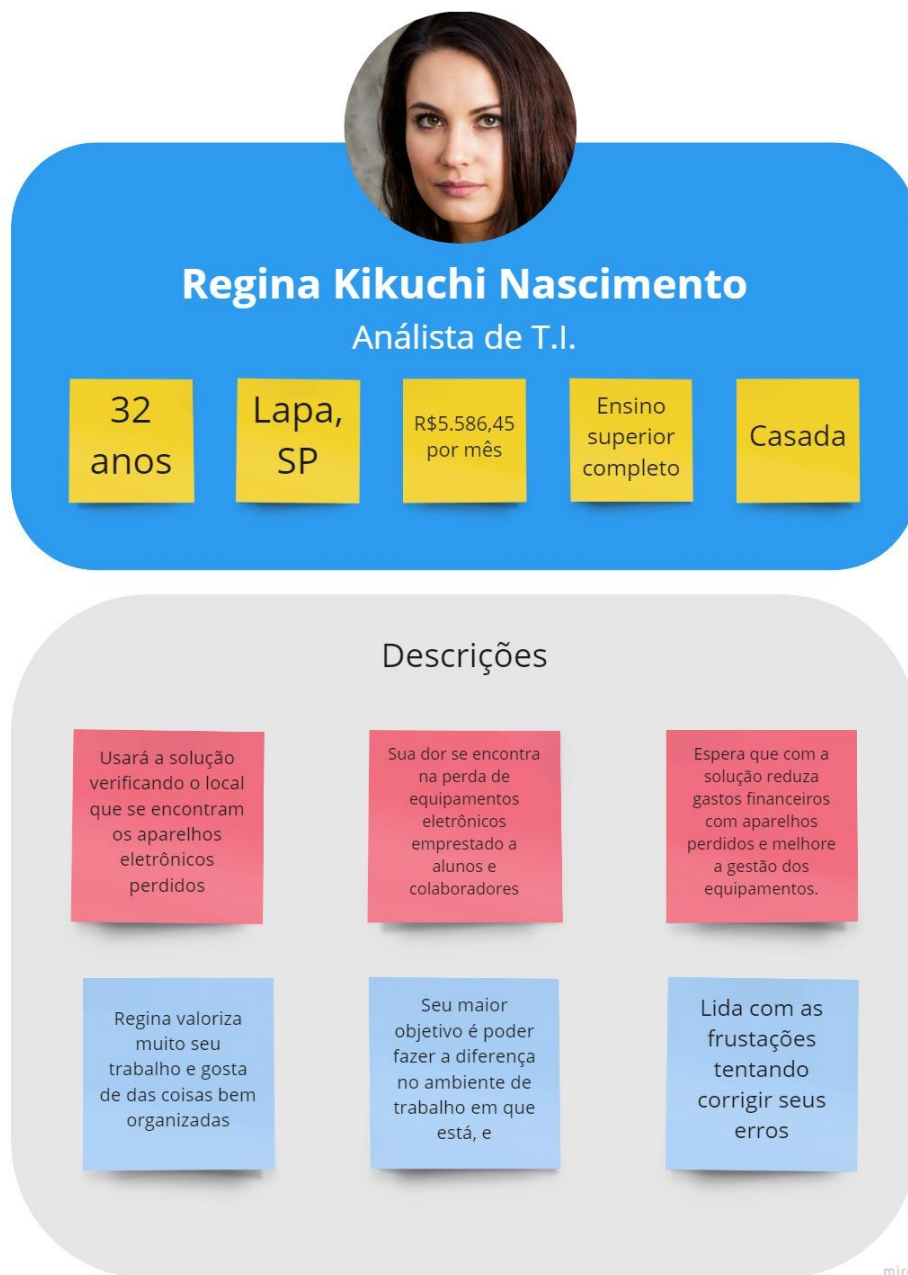 Regina Kikuchi Nascimento
Análista de T.I.
32
anos
Lapa,
SP
R$5.586,45
por mês
Ensino
superior
completo
Casada
Descrições
Usará a solução
verificando o local
que se encontram
os aparelhos
eletrônicos
perdidos
Sua dor se encontra
na perda de
equipamentos
eletrônicos
emprestado a
alunos e
colaboradores
Espera que com a
solução reduza
gastos financeiros
com aparelhos
perdidos e melhore
a gestão dos
equipamentos.
Regina valoriza
muito seu
trabalho e gosta
de das coisas bem
organizadas
Seu maior
objetivo é poder
fazer a diferença
no ambiente de
trabalho em que
está, e
Lida com as
frustações
tentando
corrigir seus
erros